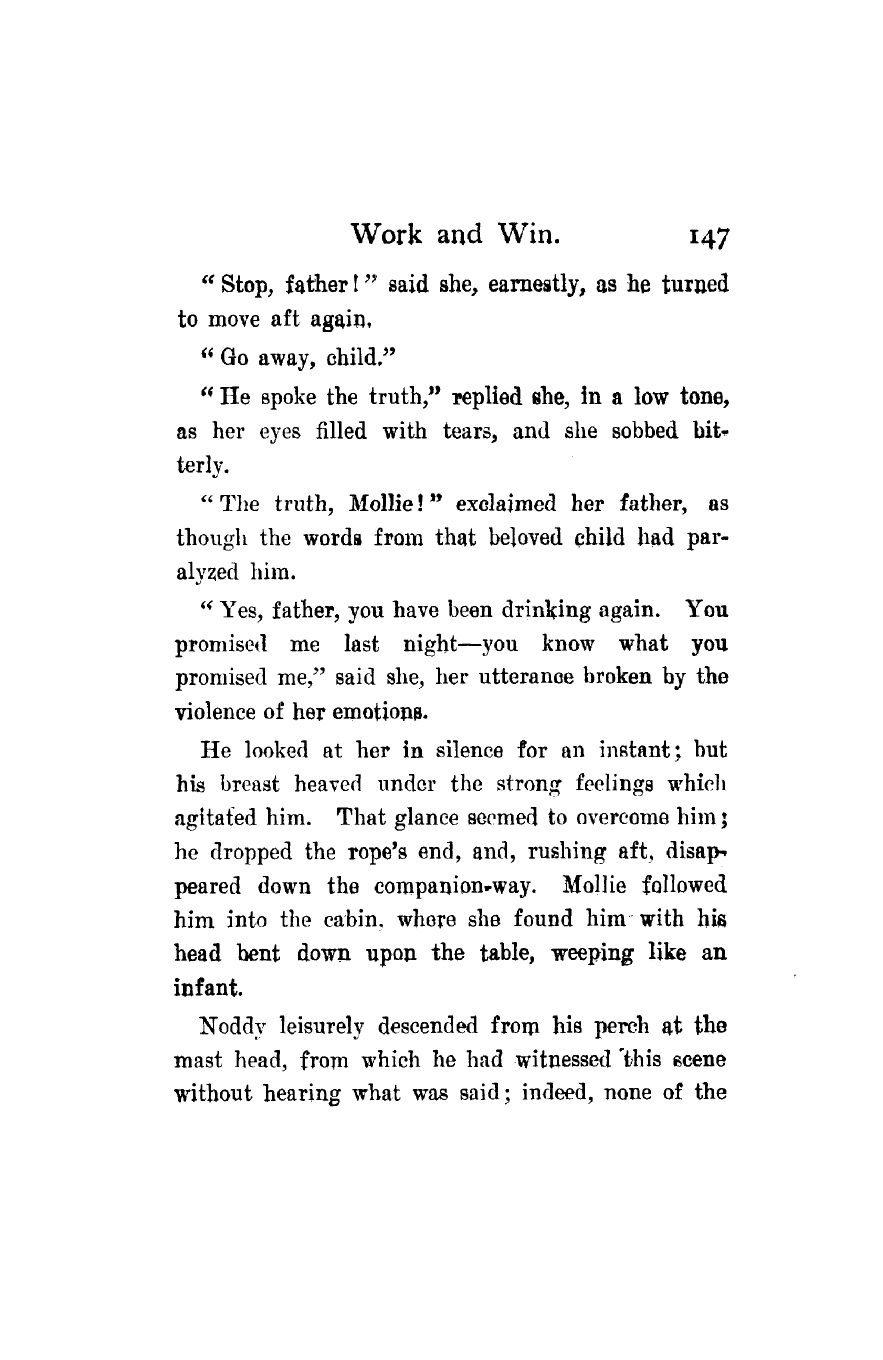 Work and Win. 147
“ Stop, father! ” said she, earnestly, as he turned
to move aft again.
“ Go away, child.”
“ He spoke the truth,” replied she, in a low tone,
as her eyes filled with tears, and she sobbed bit-
terly.
“ The truth, Mollie! ” exclaimed her father, as
though the words from that beloved child had par-
alyzed him.
“ Yes, father, you have been drinking again. You
promised me last night—you know what you
promised me,” said she, her utterance broken by the
violence of her emotions.
He looked at her in silence for an instant; but
his breast heaved under the strong feelings which
agitated him. That glance seemed to overcome him;
he dropped the rope’s end, and, rushing aft, disap-
peared down the companion-way. Mollie followed
him into the cabin, where she found him with his
head bent down upon the table, weeping like an
infant.
Noddy leisurely descended from his perch at the
mast head, from which he had witnessed this scene
without hearing what was said; indeed, none of the